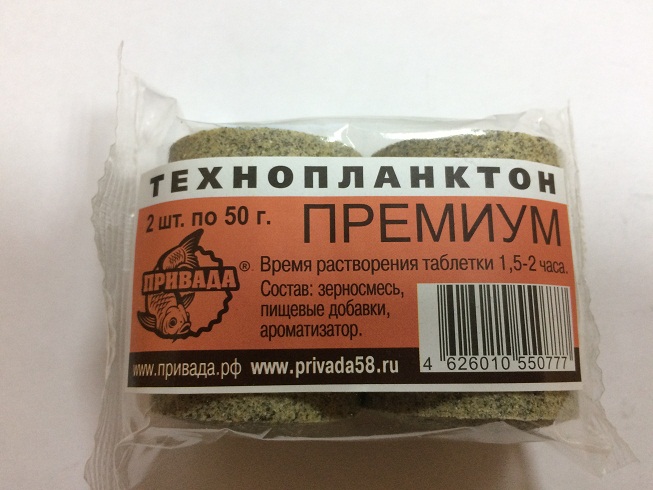 ТЕХНОПЛАНКТОН
2 шт. по 50 г.
ПРЕМИУМ
ПРИВАДА®
Время растворения таблетки 1,5-2 часа.
Состав: зерносмесь,
пищевые добавки,
ароматизатор.
www.привада.рф www.privada58.ru
4 626010 550777